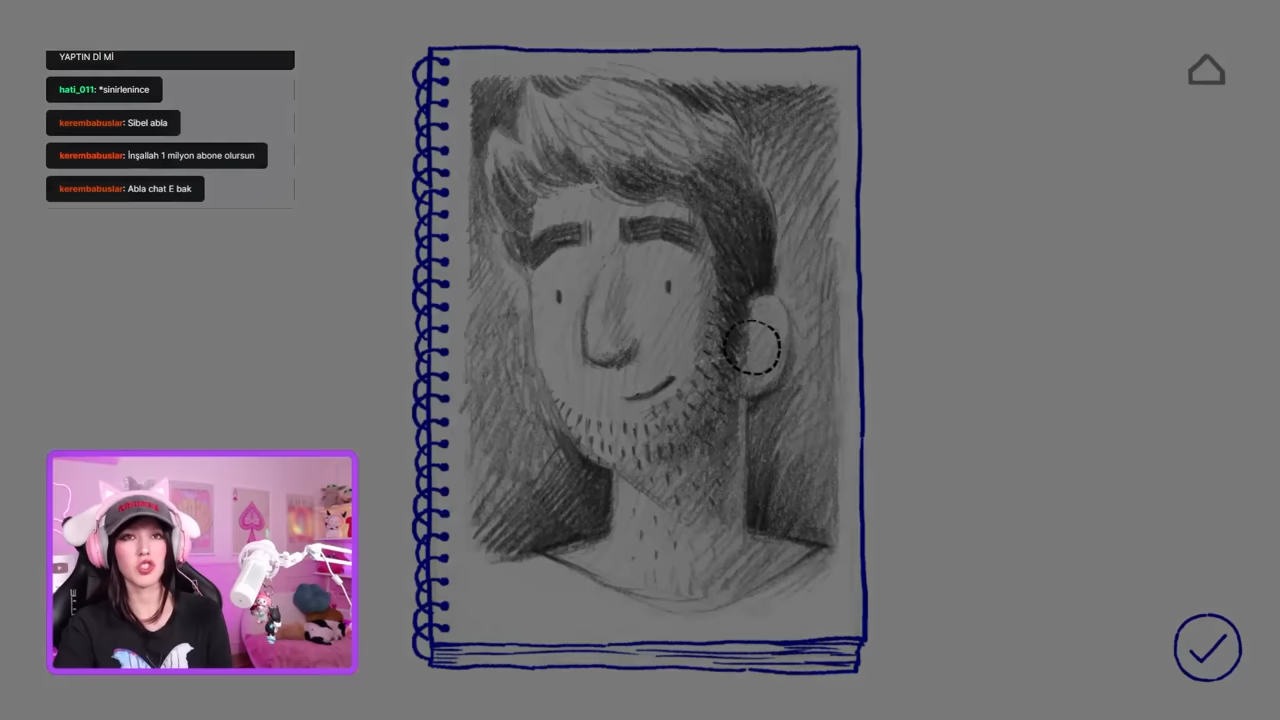 YAPTIN Dİ Mİ
hati_011: *sinirlenince
kerembabuslar: Sibel abla
kerembabuslar: İnşallah 1 milyon abone olursun
kerembabuslar: Abla chat E bak